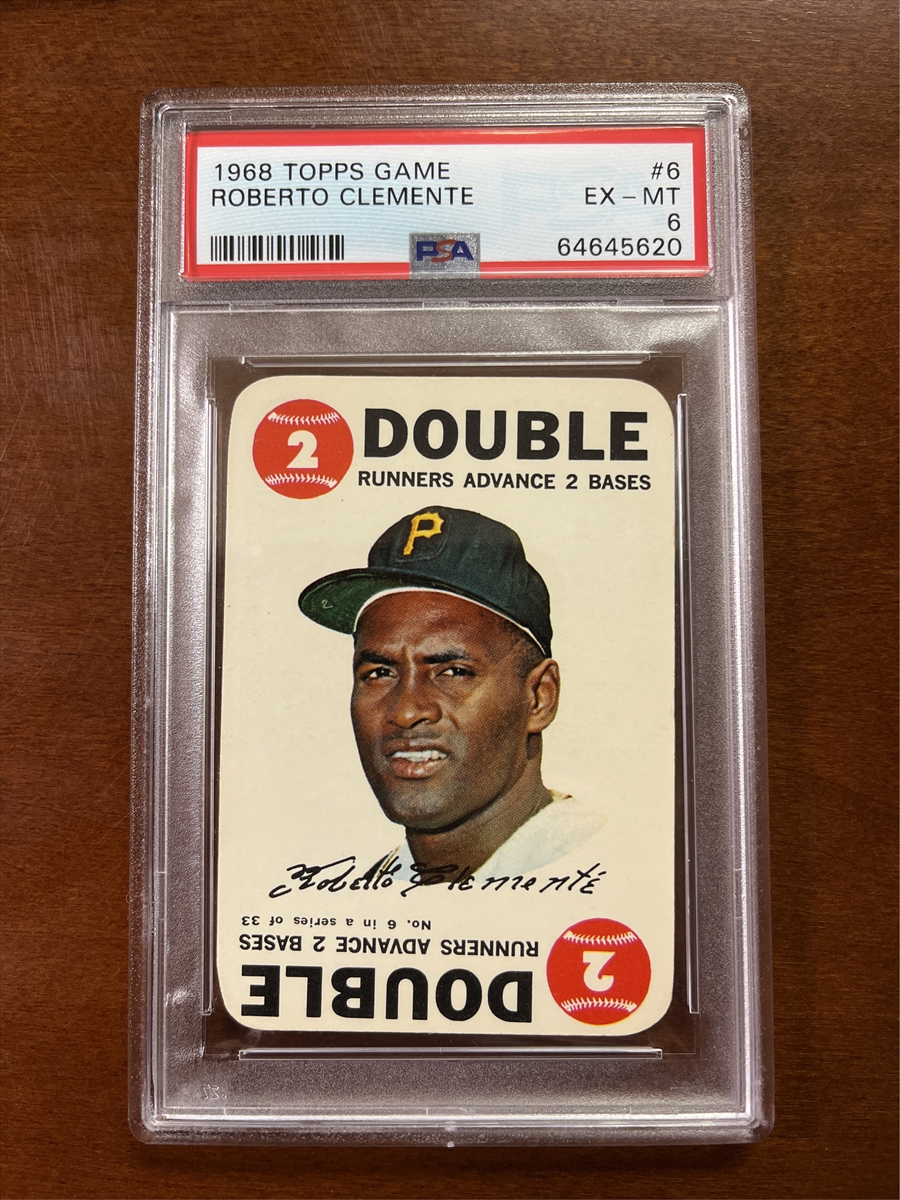 1968 TOPPS GAME #6
ROBERTO CLEMENTE EX – MT
6
PSA 64645620
2 DOUBLE
RUNNERS ADVANCE 2 BASES
P
2
Roberto Clemente
No. 6 in a series of 33
RUNNERS ADVANCE 2 BASES
DOUBLE 2